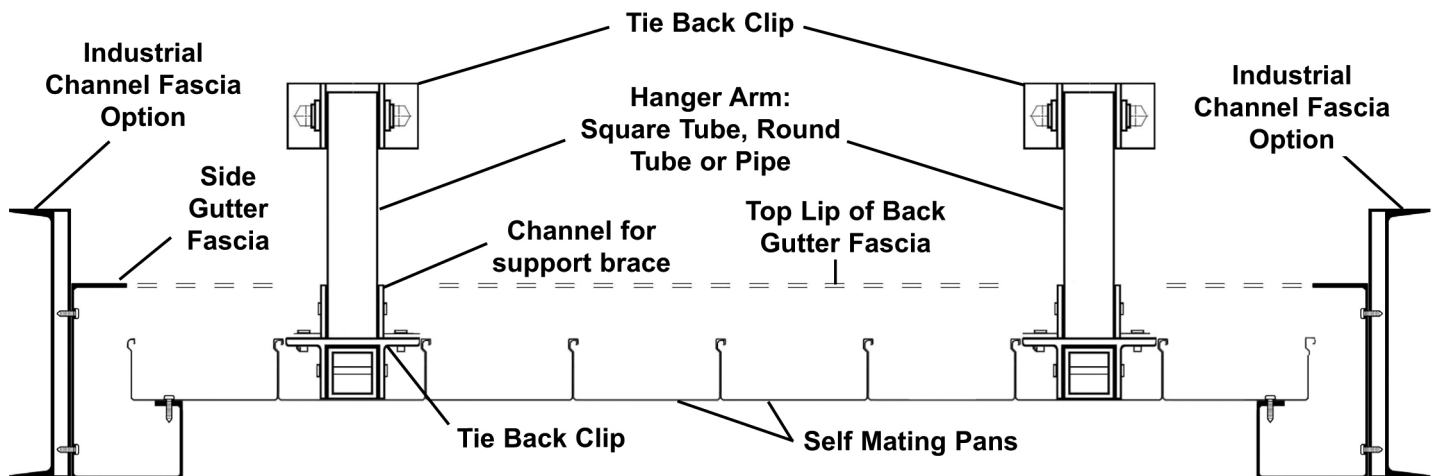 Tie Back Clip
Industrial
Channel Fascia
Option
Hanger Arm:
Square Tube, Round
Tube or Pipe
Industrial
Channel Fascia
Option
Side
Gutter
Fascia
Channel for
support brace
Top Lip of Back
Gutter Fascia
Tie Back Clip
Self Mating Pans